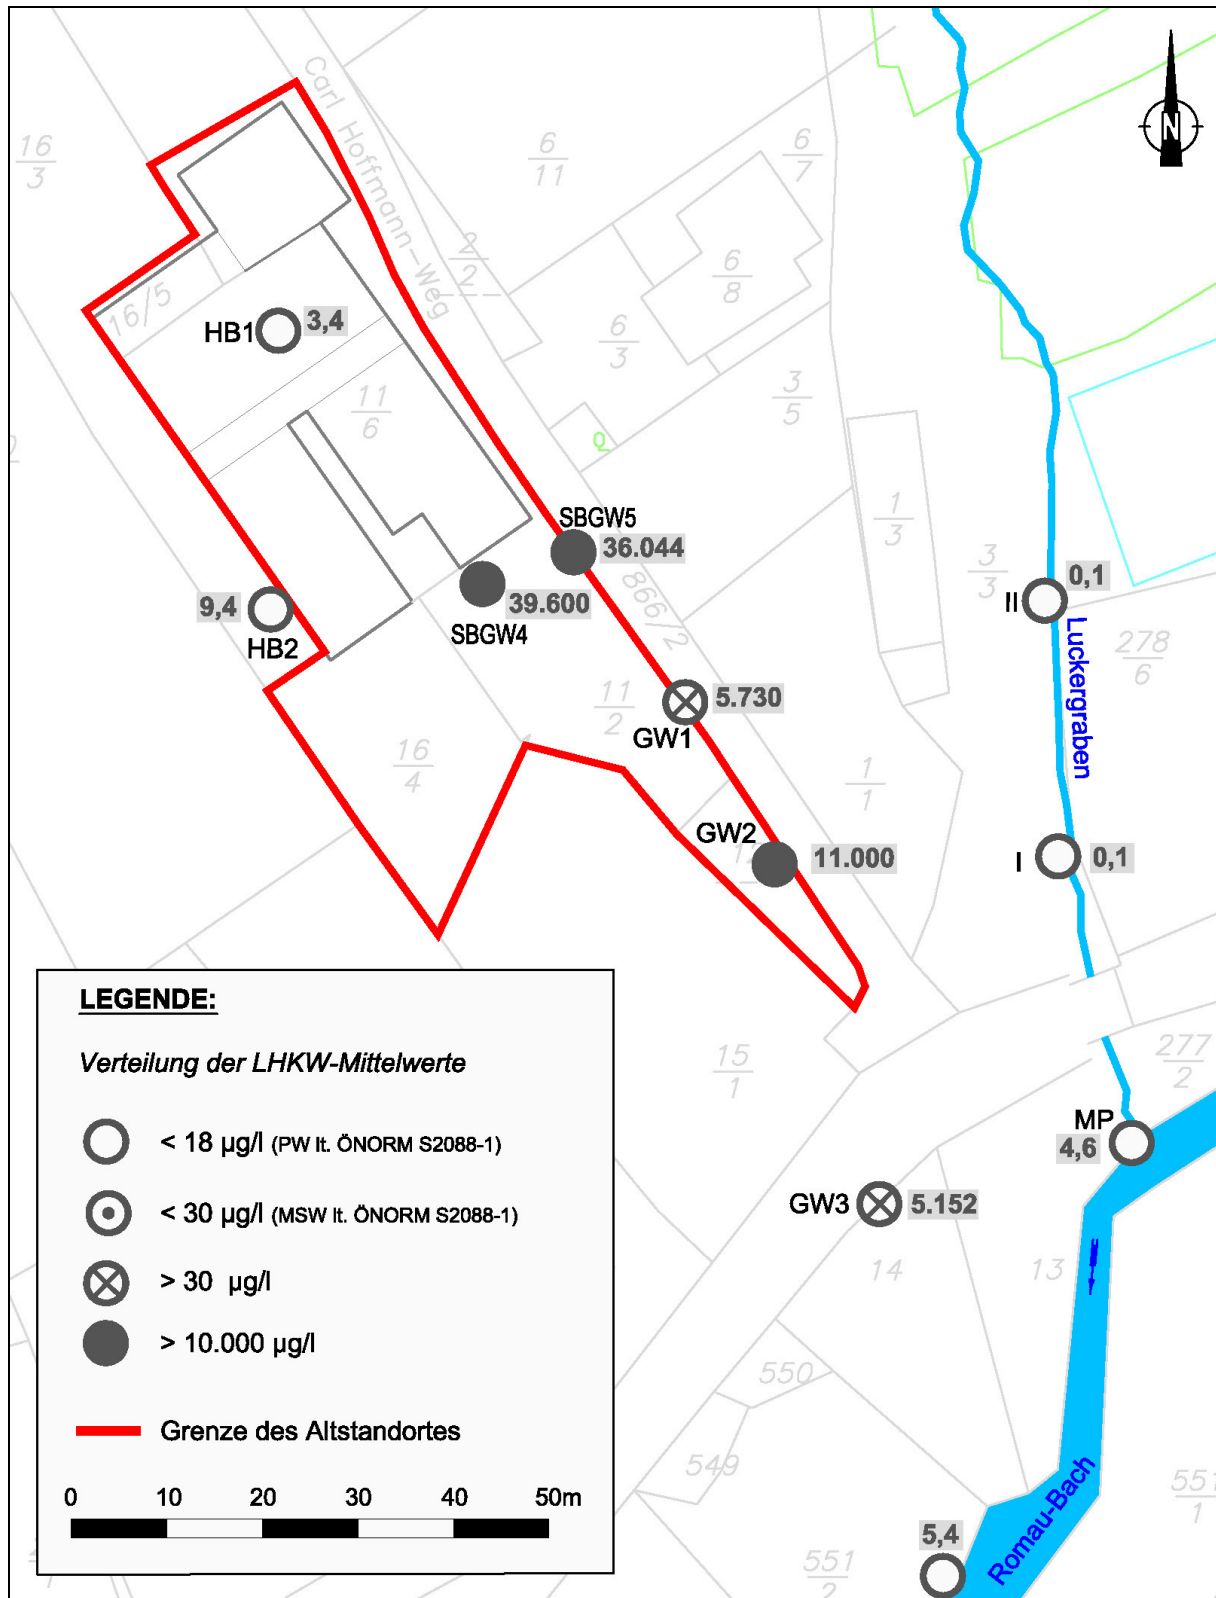 N
Carl Hoffmann-Weg
16
3
6
11
6
7
2
2
6
8
16/5
HB1
3,4
6
3
11
6
3
5
Q
1
3
SBGW5
36.044
3
3
0,1
II
866/2
9,4
HB2
39.600
SBGW4
Luckergraben
278
6
11
2
5.730
GW1
16
4
1
1
GW2
11.000
I
0,1
LEGENDE:
Verteilung der LHKW-Mittelwerte
< 18 µg/l (PW lt. ÖNORM S2088-1)
< 30 µg/l (MSW lt. ÖNORM S2088-1)
> 30 µg/l
> 10.000 µg/l
Grenze des Altstandortes
0 10 20 30 40 50m
15
1
277
2
MP
4,6
GW3
5.152
14
13
550
549
Romau-Bach
551
1
5,4
551
2